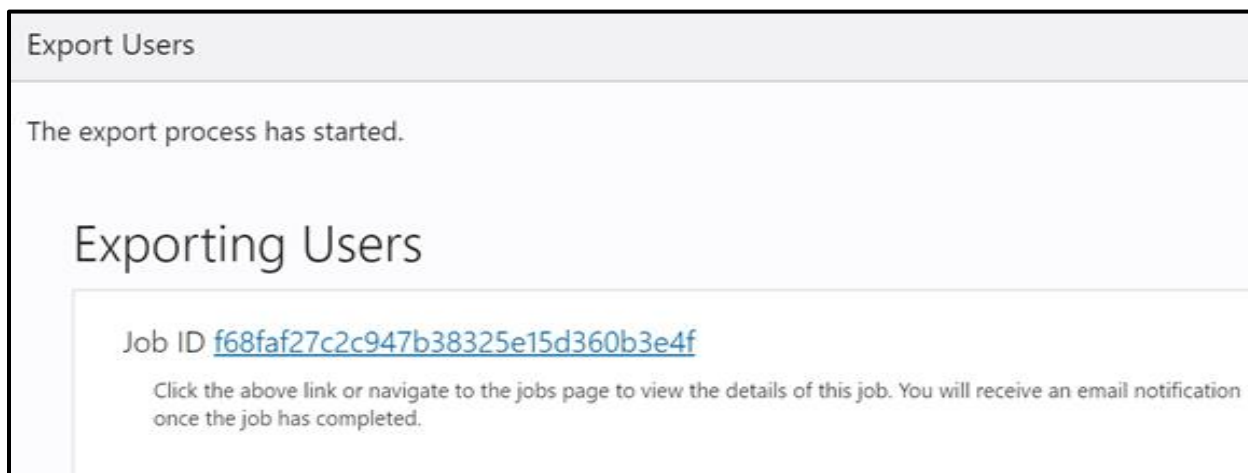 Export Users
The export process has started.
Exporting Users
Job ID f68faf27c2c947b38325e15d360b3e4f
Click the above link or navigate to the jobs page to view the details of this job. You will receive an email notification
once the job has completed.